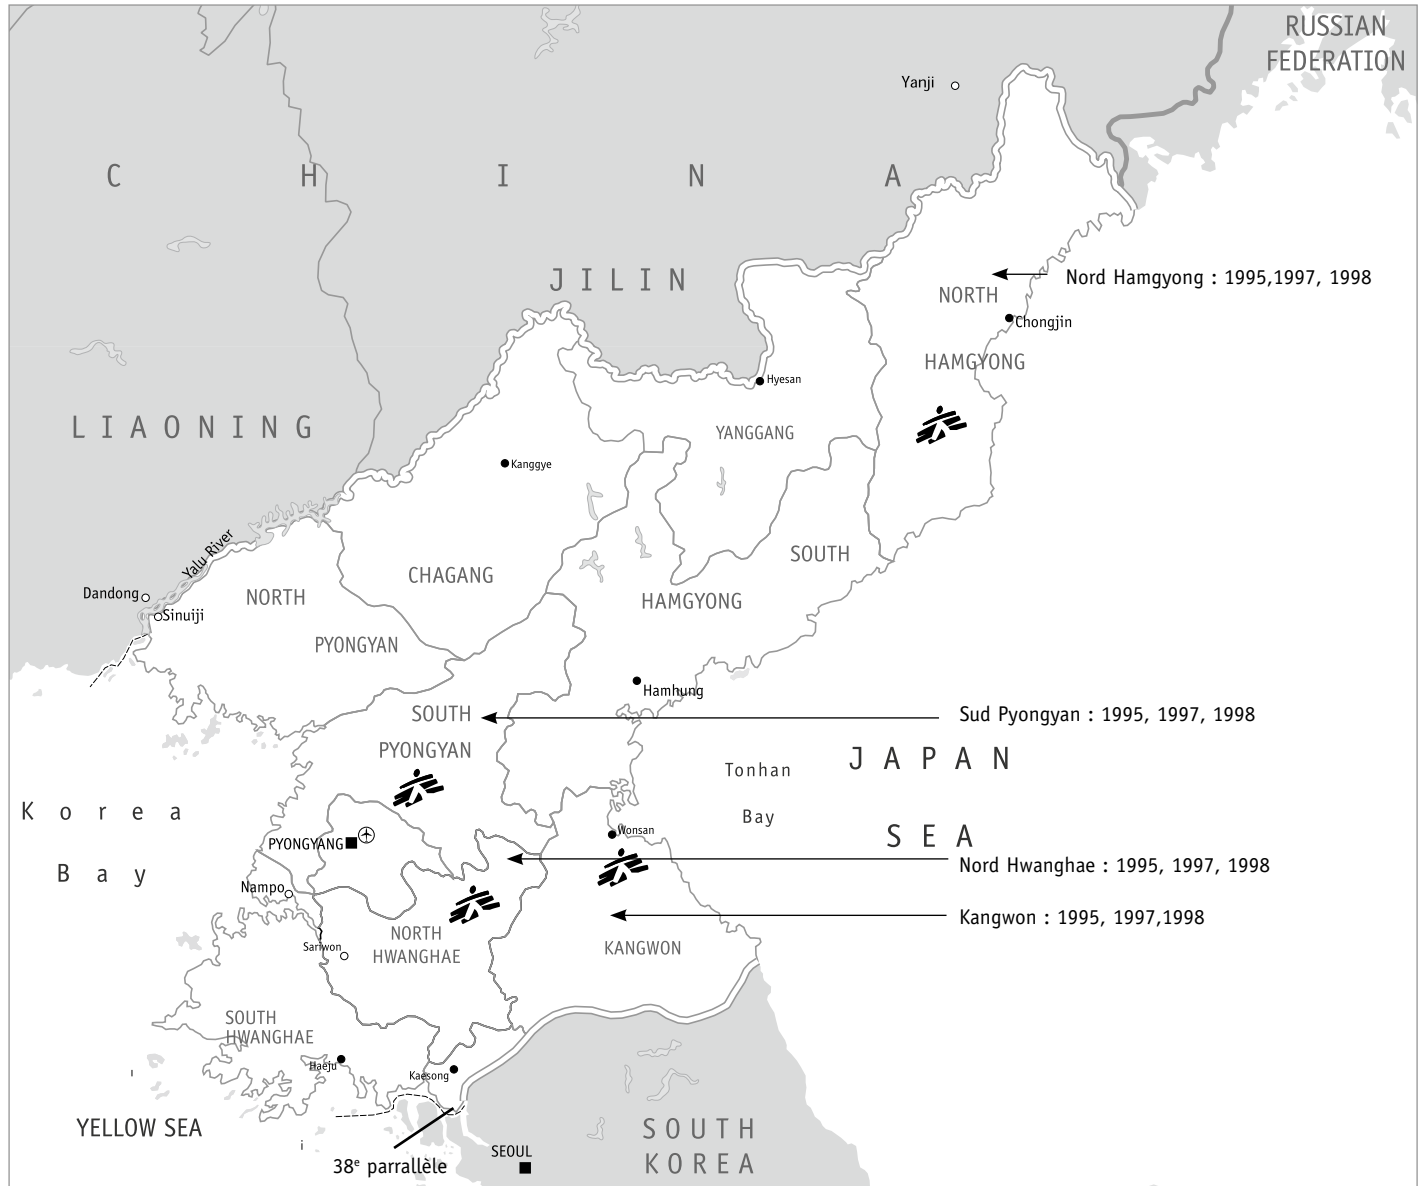 RUSSIAN
FEDERATION
Yanji
C H I N A
JILIN
Nord Hamgyong : 1995,1997, 1998
NORTH
Chongjin
HAMGYONG
Hyesan
LIAONING
YANGGANG
Kanggye
Yalu River
SOUTH
CHAGANG
Dandong
NORTH
HAMGYONG
Sinuiji
PYONGYAN
Hamhung
SOUTH
Sud Pyongyan : 1995, 1997, 1998
PYONGYAN
JAPAN
Tonhan
Korea
Bay
Wonsan
SEA
PYONGYANG
Nord Hwanghae : 1995, 1997, 1998
Bay
Nampo
Kangwon : 1995, 1997,1998
NORTH
Sariwon
KANGWON
HWANGHAE
SOUTH
HWANGHAE
Haeju
Kaesong
YELLOW SEA
SOUTH
KOREA
SEOUL
38e parrallèle